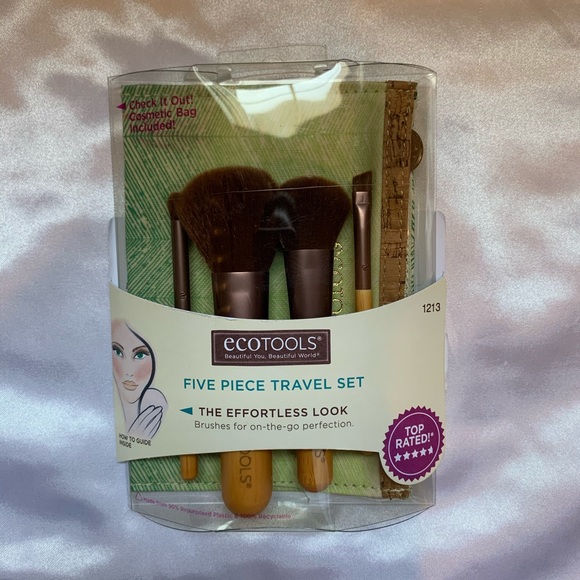 Check It Out!
Cosmetic Bag
Included!
1213
ecoTOOLS®
Beautiful You, Beautiful World®
FIVE PIECE TRAVEL SET
THE EFFORTLESS LOOK
Brushes for on-the-go perfection.
HOW TO GUIDE
INSIDE
TOP
RATED!*
TOOLS®